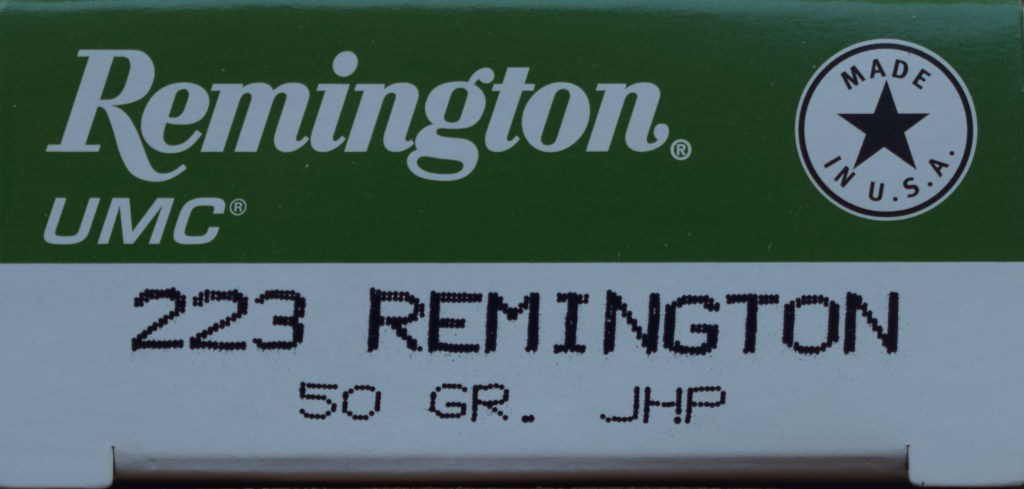 Remington®
UMC®
MADE
IN U.S.A.
223 REMINGTON
50 GR. JHP